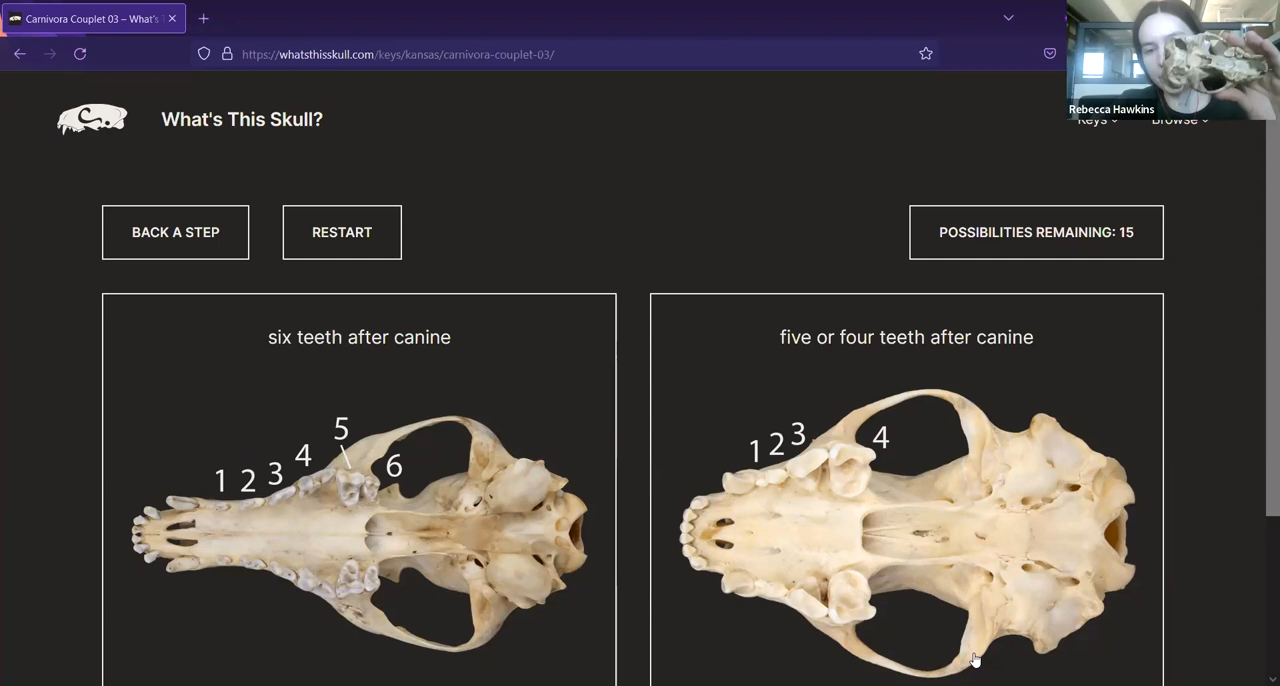 Carnivora Couplet 03 – What's T
https://whatsthisskull.com/keys/kansas/carnivora-couplet-03/
Rebecca Hawkins
What's This Skull?
Keys
Browse
BACK A STEP
RESTART
POSSIBILITIES REMAINING: 15
six teeth after canine
five or four teeth after canine
1 2 3 4 5 6
1 2 3 4